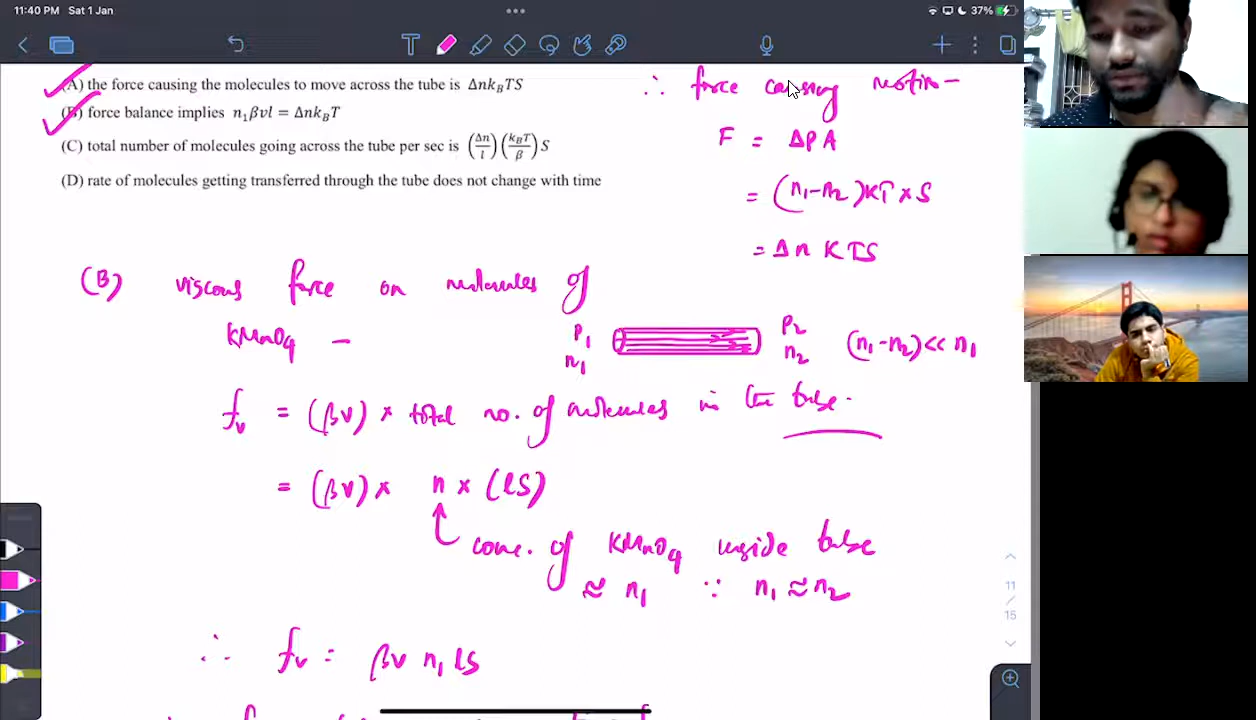 11:40 PM Sat 1 Jan
37%
(A) the force causing the molecules to move across the tube is Δnk_BTS
(B) force balance implies n₁βvl = Δnk_BT
(C) total number of molecules going across the tube per sec is (Δn/l)(k_BT/β)S
(D) rate of molecules getting transferred through the tube does not change with time
∴ force causing motion –
F = ΔPA
= (n₁-n₂)KT × S
= Δn KTS
(B) viscous force on molecules of
KMnO₄ –
P₁ P₂
n₁ n₂ (n₁-n₂)<< n₁
f_v = (βv) × total no. of molecules in the tube.
= (βv) × n × (lS)
conc. of KMnO₄ inside tube
≈ n₁ ∵ n₁ ≈ n₂
11
/
15
∴ f_v = βv n₁ lS